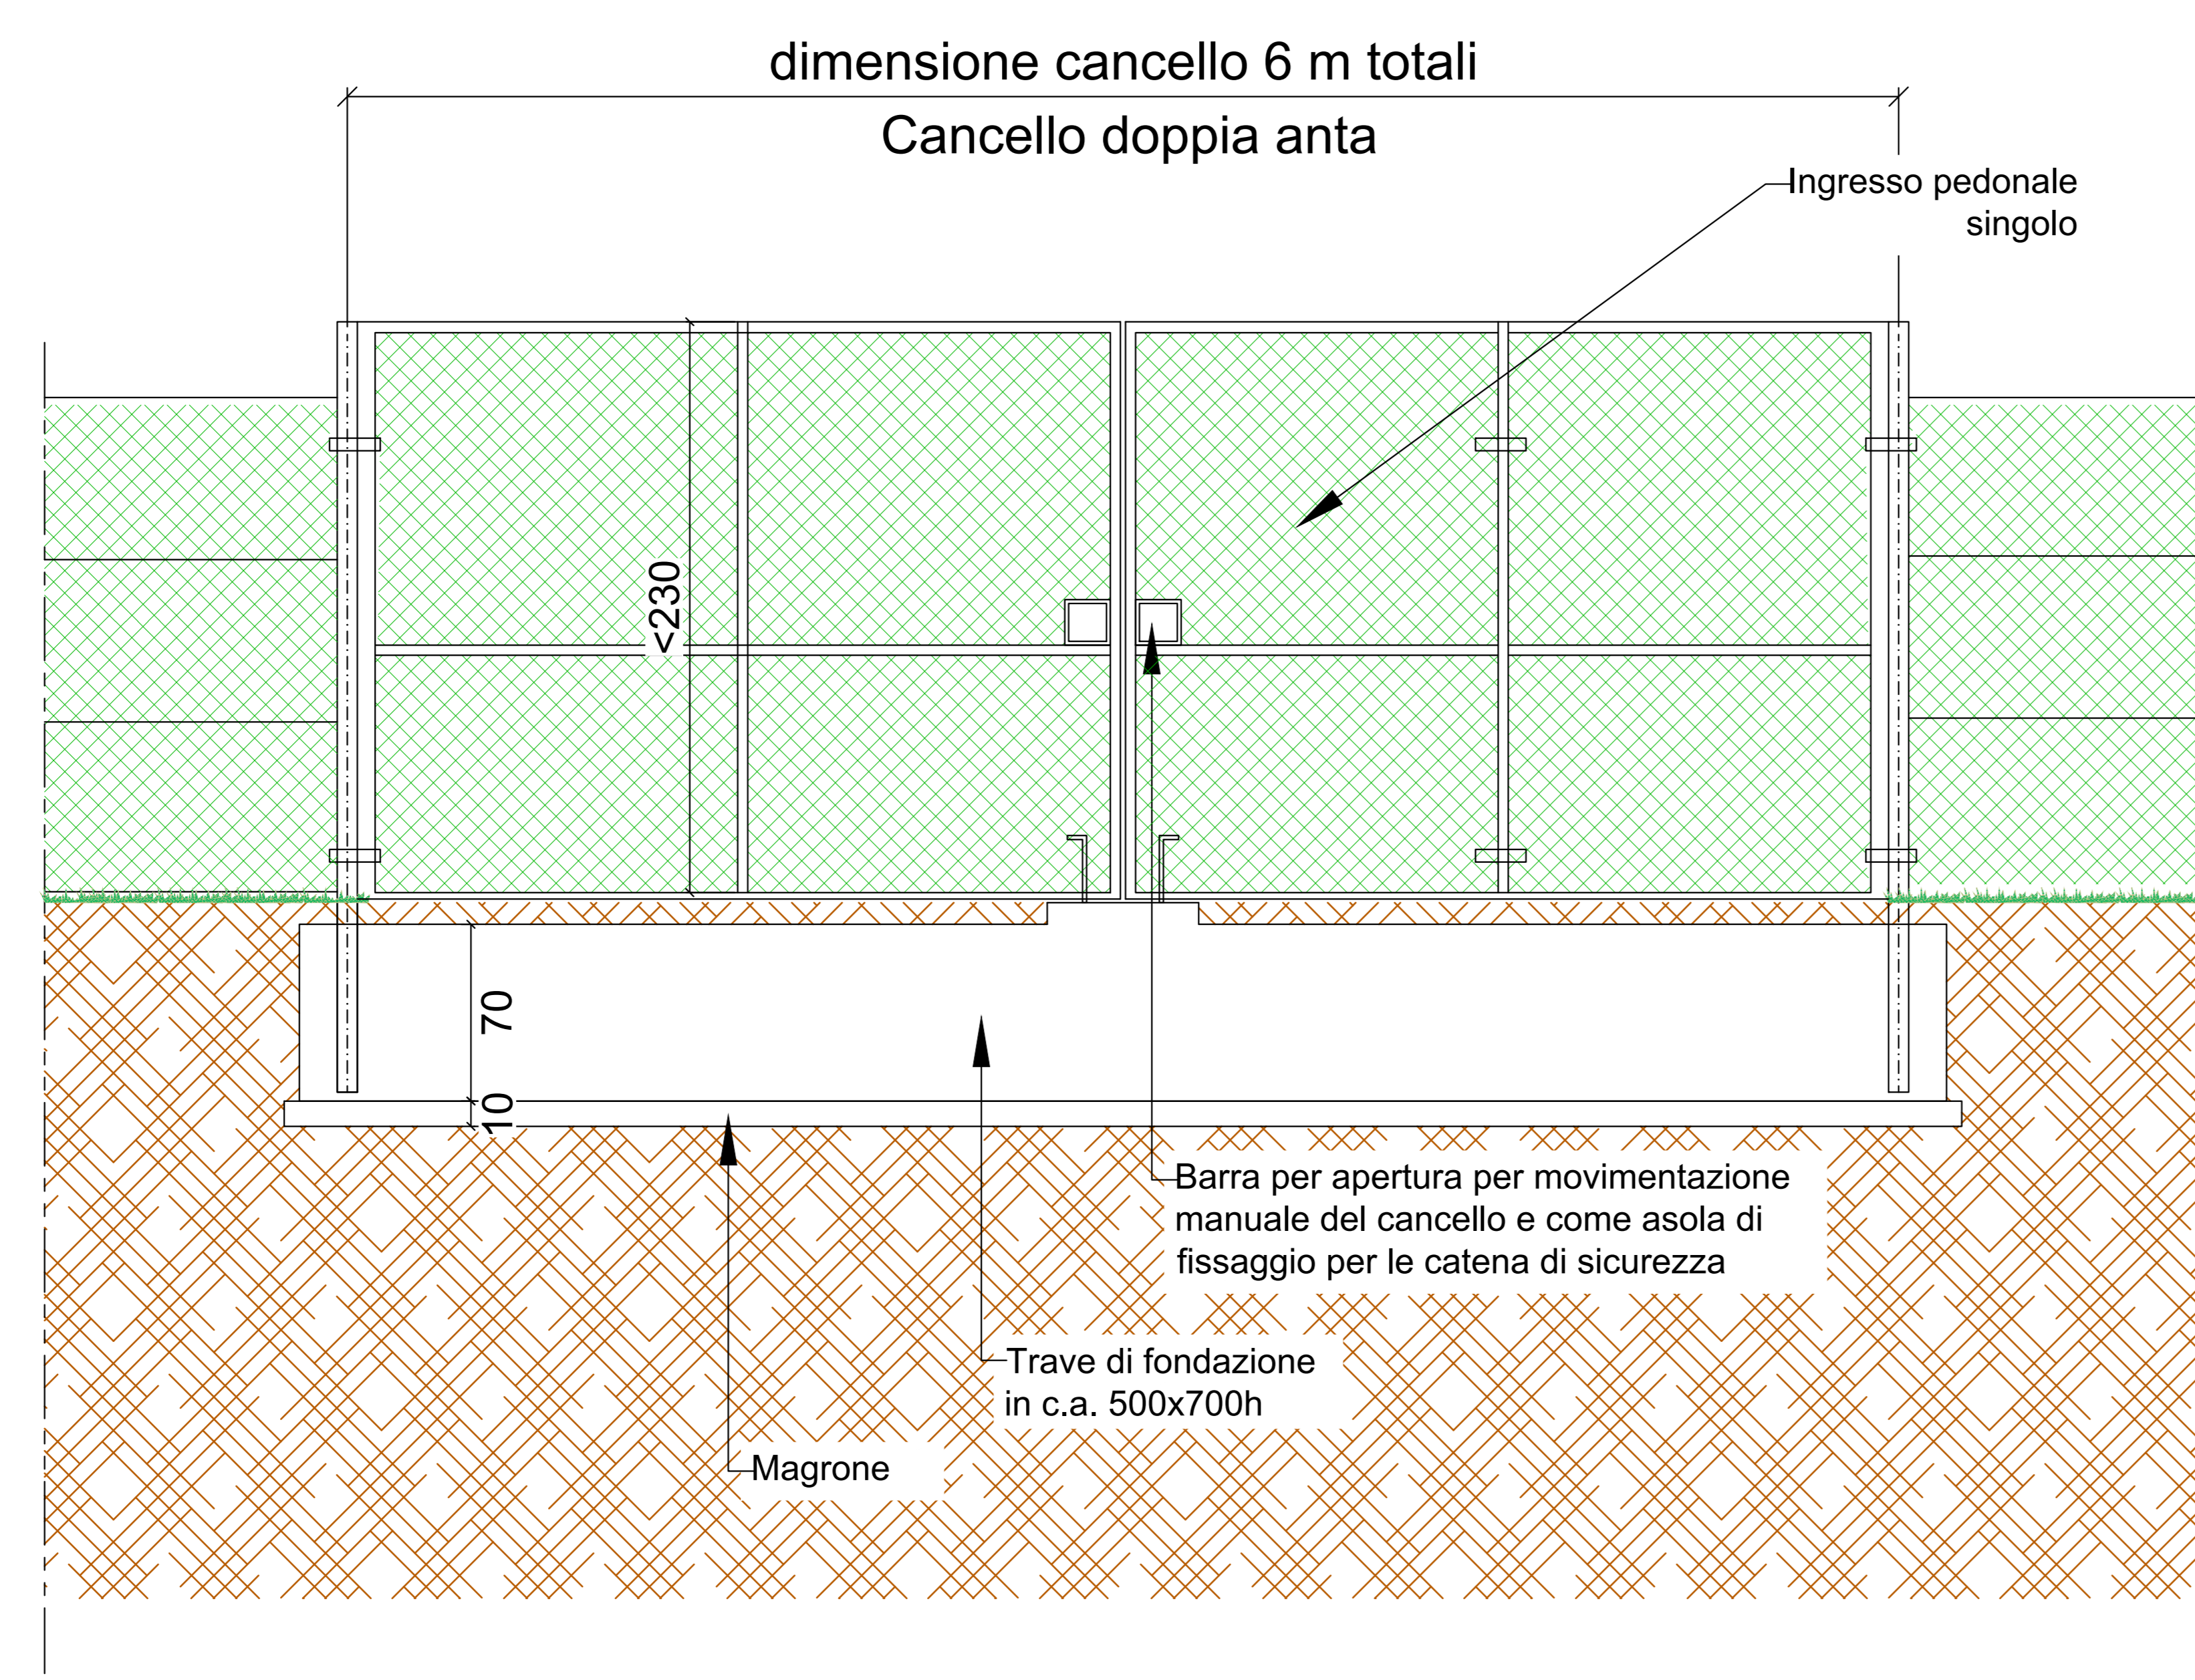 dimensione cancello 6 m totali
Cancello doppia anta
Ingresso pedonale
singolo
<230
70
10
Barra per apertura per movimentazione
manuale del cancello e come asola di
fissaggio per le catena di sicurezza
Trave di fondazione
in c.a. 500x700h
Magrone